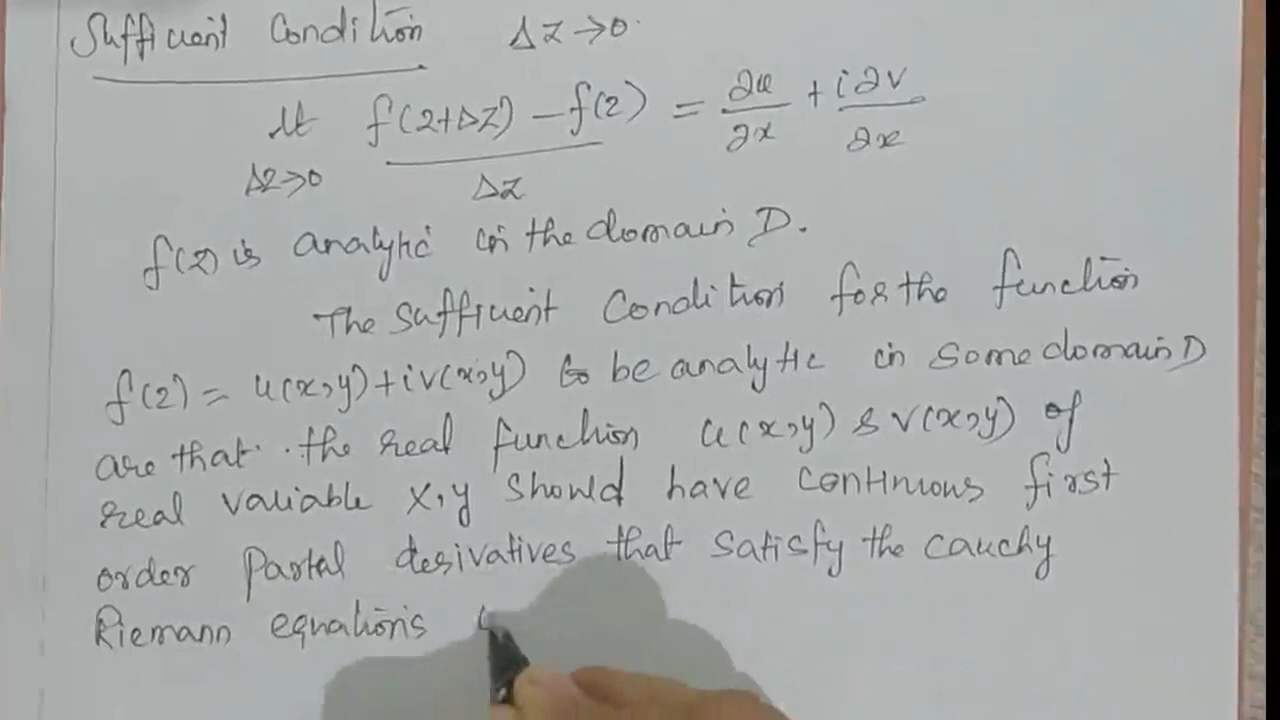 Sufficient Condition Δz→0
lt f(z+Δz) - f(z) = ∂u + i∂v
Δz→0 Δz ∂x ∂x
f(z) is analytic in the domain D.
The sufficient Condition for the function
f(z) = u(x,y)+iv(x,y) to be analytic in some domain D
are that the real function u(x,y) & v(x,y) of
real variable x,y should have continuous first
order Partial derivatives that satisfy the cauchy
Riemann equations